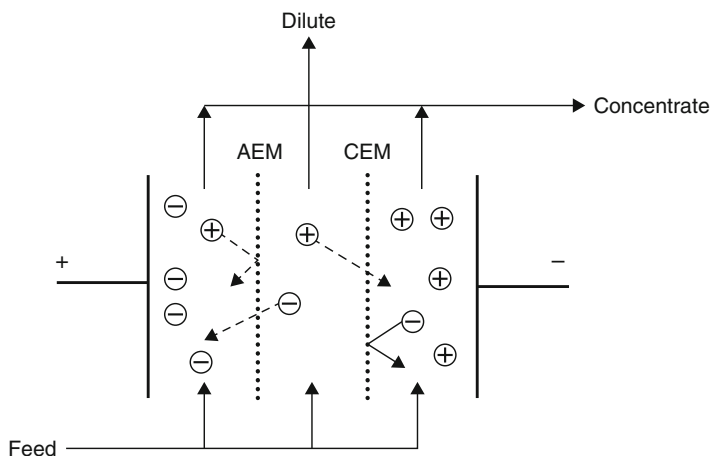 Dilute
Concentrate
AEM CEM
+ −
Feed